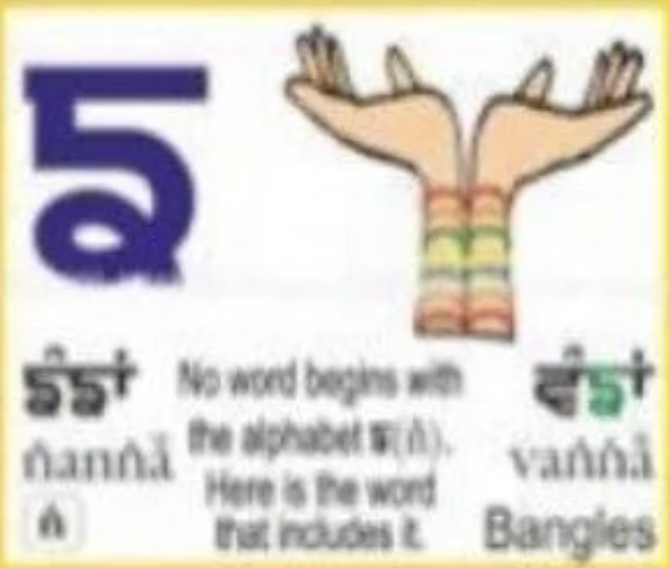 ਙ
ਙੰਙਾ
ṅaṅṅā
ṅ
No word begins with
the alphabet ਙ(ṅ).
Here is the word
that includes it.
ਵੰਙਾਂ
vaṅṅā
Bangles